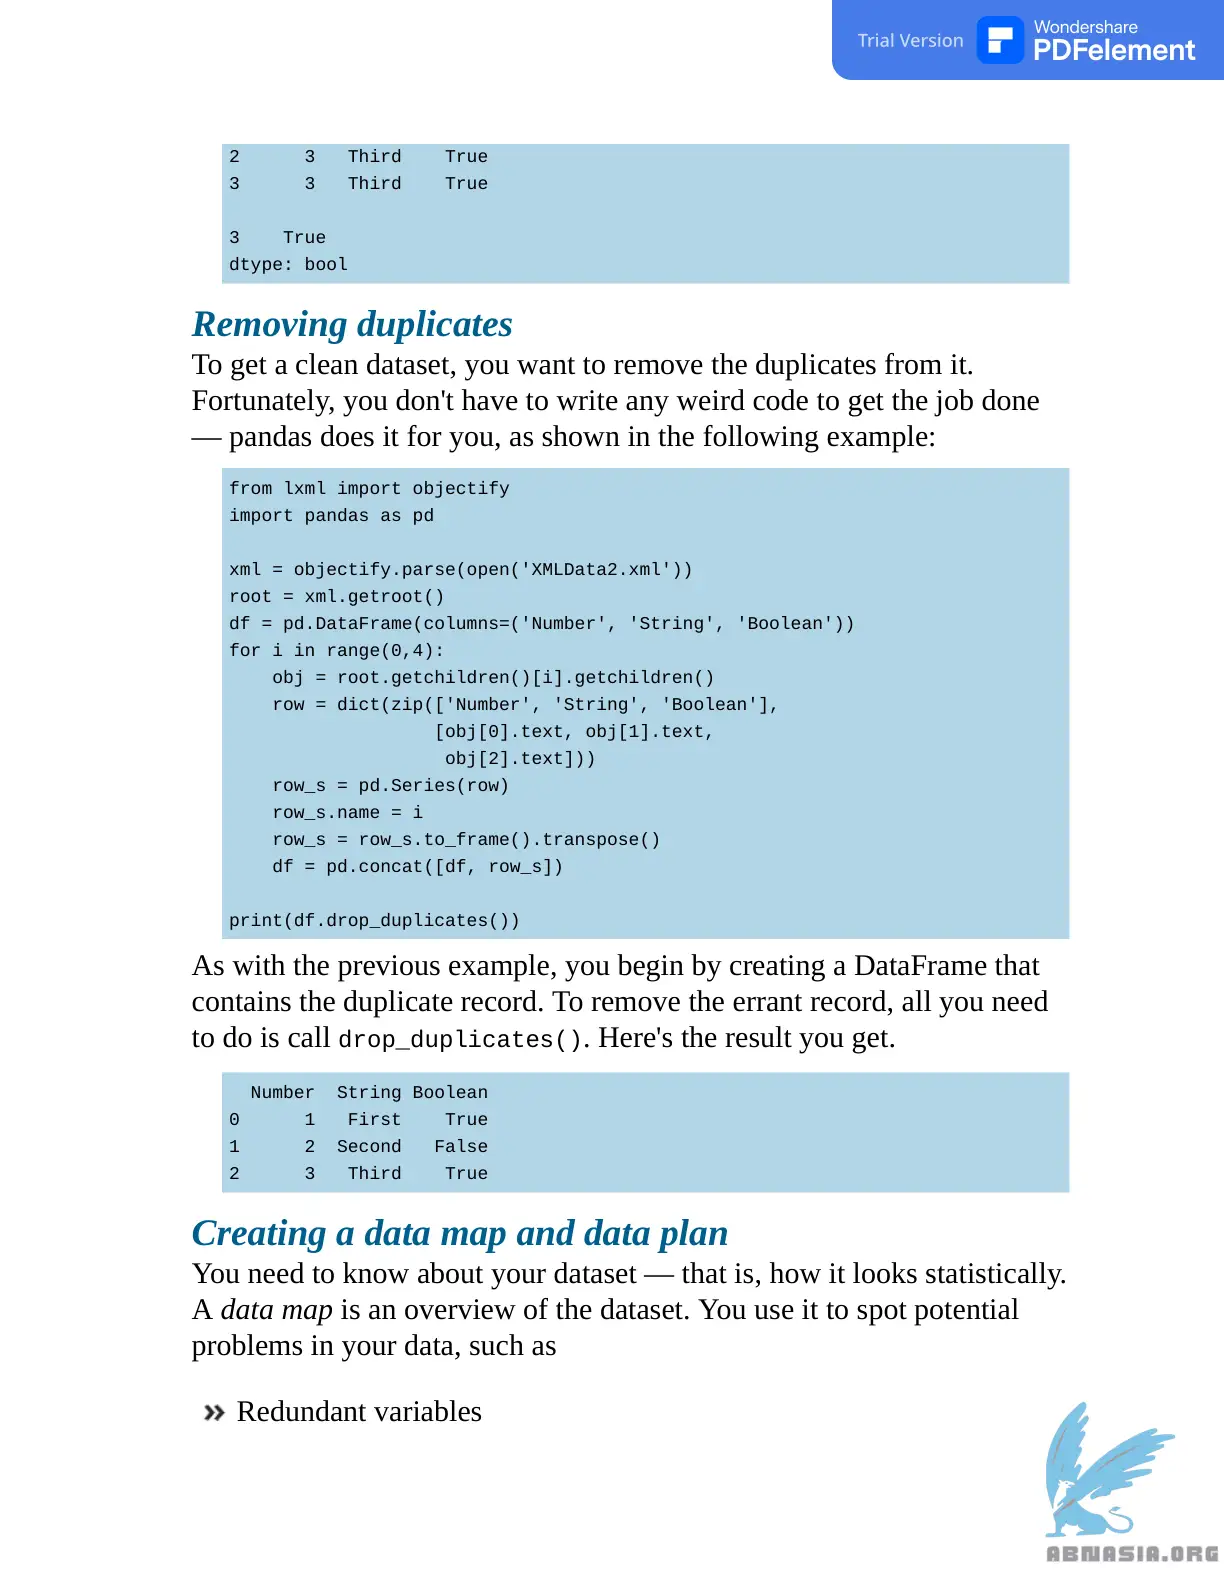 Trial Version
Wondershare
PDFelement
2      3   Third    True
3      3   Third    True

3    True
dtype: bool
Removing duplicates
To get a clean dataset, you want to remove the duplicates from it.
Fortunately, you don't have to write any weird code to get the job done
— pandas does it for you, as shown in the following example:
from lxml import objectify
import pandas as pd

xml = objectify.parse(open('XMLData2.xml'))
root = xml.getroot()
df = pd.DataFrame(columns=('Number', 'String', 'Boolean'))
for i in range(0,4):
    obj = root.getchildren()[i].getchildren()
    row = dict(zip(['Number', 'String', 'Boolean'],
                   [obj[0].text, obj[1].text,
                    obj[2].text]))
    row_s = pd.Series(row)
    row_s.name = i
    row_s = row_s.to_frame().transpose()
    df = pd.concat([df, row_s])

print(df.drop_duplicates())
As with the previous example, you begin by creating a DataFrame that
contains the duplicate record. To remove the errant record, all you need
to do is call drop_duplicates(). Here's the result you get.
  Number  String Boolean
0      1   First    True
1      2  Second   False
2      3   Third    True
Creating a data map and data plan
You need to know about your dataset — that is, how it looks statistically.
A data map is an overview of the dataset. You use it to spot potential
problems in your data, such as
» Redundant variables
ABNASIA.ORG